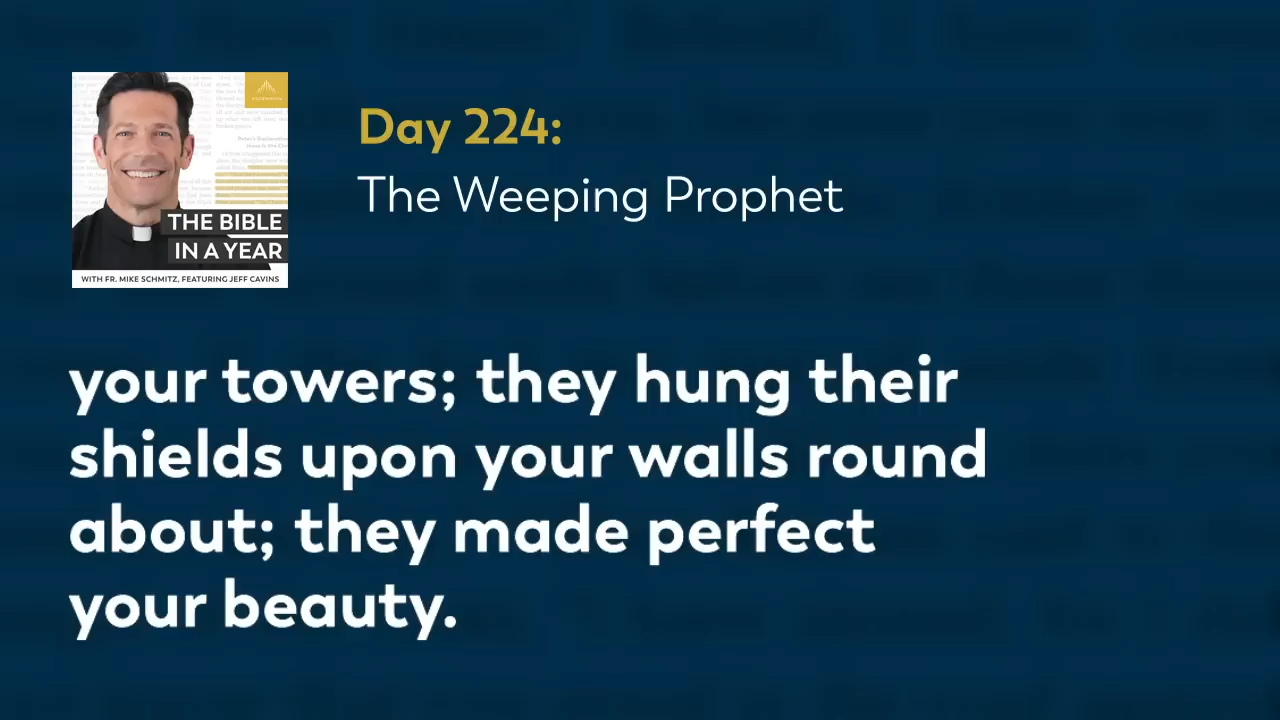 Day 224:
The Weeping Prophet
THE BIBLE
IN A YEAR
WITH FR. MIKE SCHMITZ, FEATURING JEFF CAVINS
your towers; they hung their
shields upon your walls round
about; they made perfect
your beauty.